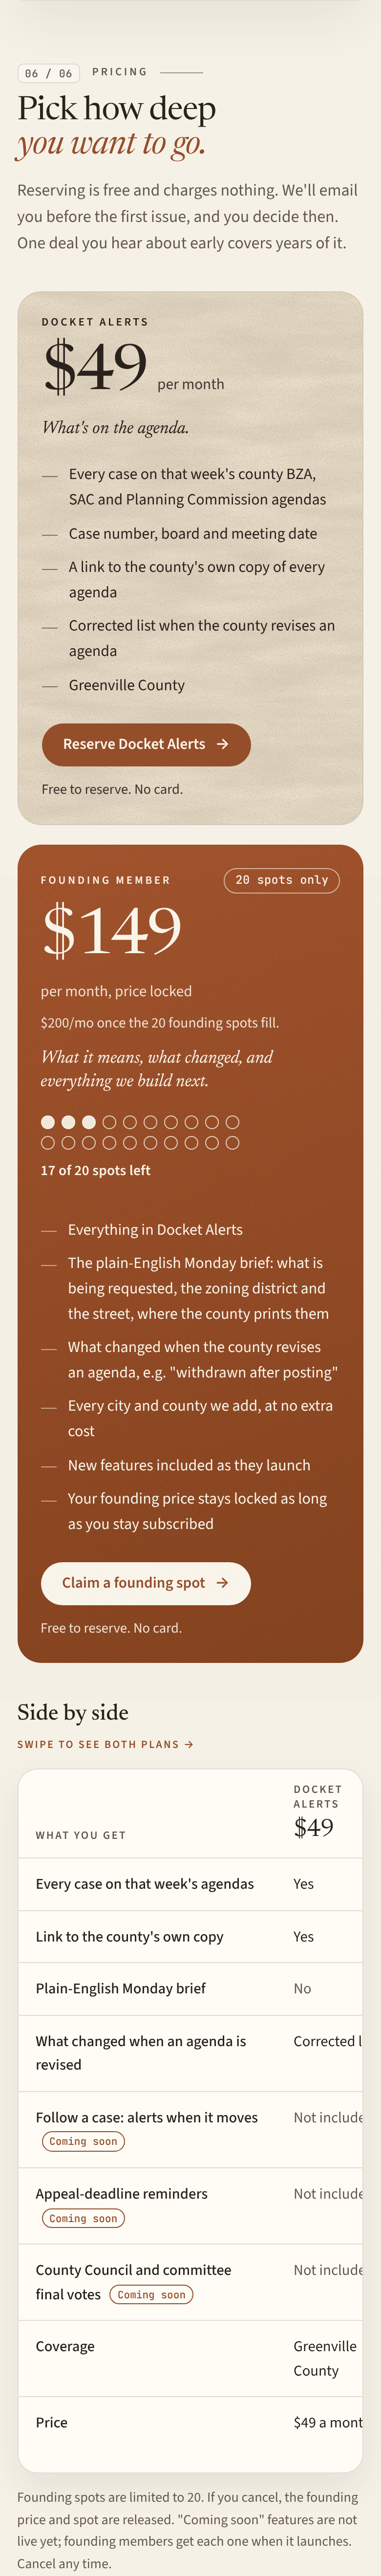 06 / 06 PRICING
Pick how deep
you want to go.
Reserving is free and charges nothing. We'll email
you before the first issue, and you decide then.
One deal you hear about early covers years of it.
DOCKET ALERTS
$49 per month
What's on the agenda.
— Every case on that week's county BZA,
SAC and Planning Commission agendas
— Case number, board and meeting date
— A link to the county's own copy of every
agenda
— Corrected list when the county revises an
agenda
— Greenville County
Reserve Docket Alerts →
Free to reserve. No card.
FOUNDING MEMBER 20 spots only
$149
per month, price locked
$200/mo once the 20 founding spots fill.
What it means, what changed, and
everything we build next.
17 of 20 spots left
— Everything in Docket Alerts
— The plain-English Monday brief: what is
being requested, the zoning district and
the street, where the county prints them
— What changed when the county revises
an agenda, e.g. "withdrawn after posting"
— Every city and county we add, at no extra
cost
— New features included as they launch
— Your founding price stays locked as long
as you stay subscribed
Claim a founding spot →
Free to reserve. No card.
Side by side
SWIPE TO SEE BOTH PLANS →
DOCKET
ALERTS
WHAT YOU GET $49
Every case on that week's agendas Yes
Link to the county's own copy Yes
Plain-English Monday brief No
What changed when an agenda is Corrected l
revised
Follow a case: alerts when it moves Not include
Coming soon
Appeal-deadline reminders Not include
Coming soon
County Council and committee Not include
final votes Coming soon
Coverage Greenville
County
Price $49 a mont
Founding spots are limited to 20. If you cancel, the founding
price and spot are released. "Coming soon" features are not
live yet; founding members get each one when it launches.
Cancel any time.